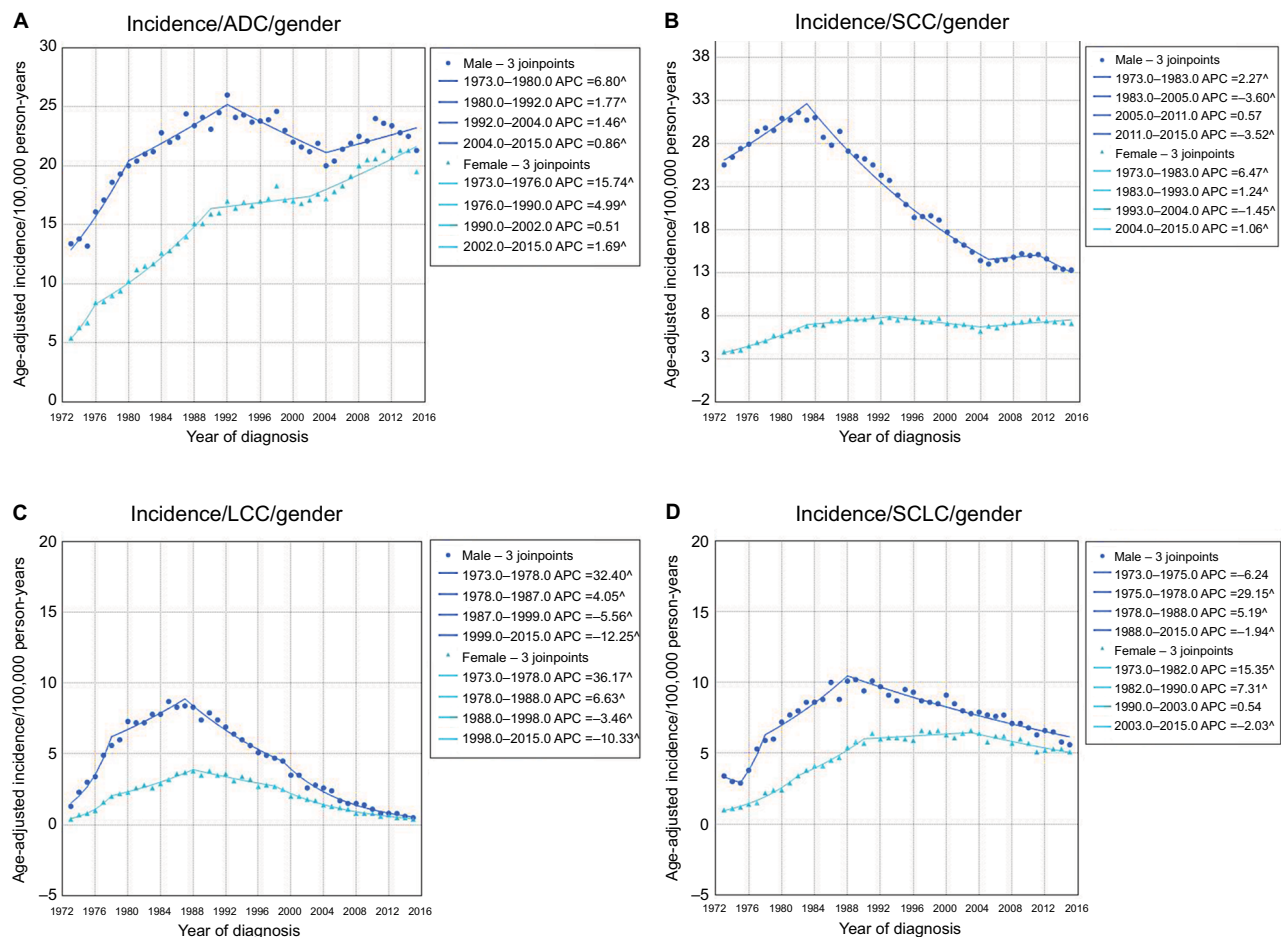 A
Incidence/ADC/gender
Age-adjusted incidence/100,000 person-years
30
25
20
15
10
5
0
1972 1976 1980 1984 1988 1992 1996 2000 2004 2008 2012 2016
Year of diagnosis
Male – 3 joinpoints
1973.0–1980.0 APC =6.80^
1980.0–1992.0 APC =1.77^
1992.0–2004.0 APC =1.46^
2004.0–2015.0 APC =0.86^
Female – 3 joinpoints
1973.0–1976.0 APC =15.74^
1976.0–1990.0 APC =4.99^
1990.0–2002.0 APC =0.51
2002.0–2015.0 APC =1.69^
B
Incidence/SCC/gender
Age-adjusted incidence/100,000 person-years
38
33
28
23
18
13
8
3
–2
1972 1976 1980 1984 1988 1992 1996 2000 2004 2008 2012 2016
Year of diagnosis
Male – 3 joinpoints
1973.0–1983.0 APC =2.27^
1983.0–2005.0 APC =–3.60^
2005.0–2011.0 APC =0.57
2011.0–2015.0 APC =–3.52^
Female – 3 joinpoints
1973.0–1983.0 APC =6.47^
1983.0–1993.0 APC =1.24^
1993.0–2004.0 APC =–1.45^
2004.0–2015.0 APC =1.06^
C
Incidence/LCC/gender
Age-adjusted incidence/100,000 person-years
20
15
10
5
0
–5
1972 1976 1980 1984 1988 1992 1996 2000 2004 2008 2012 2016
Year of diagnosis
Male – 3 joinpoints
1973.0–1978.0 APC =32.40^
1978.0–1987.0 APC =4.05^
1987.0–1999.0 APC =–5.56^
1999.0–2015.0 APC =–12.25^
Female – 3 joinpoints
1973.0–1978.0 APC =36.17^
1978.0–1988.0 APC =6.63^
1988.0–1998.0 APC =–3.46^
1998.0–2015.0 APC =–10.33^
D
Incidence/SCLC/gender
Age-adjusted incidence/100,000 person-years
20
15
10
5
0
–5
1972 1976 1980 1984 1988 1992 1996 2000 2004 2008 2012 2016
Year of diagnosis
Male – 3 joinpoints
1973.0–1975.0 APC =–6.24
1975.0–1978.0 APC =29.15^
1978.0–1988.0 APC =5.19^
1988.0–2015.0 APC =–1.94^
Female – 3 joinpoints
1973.0–1982.0 APC =15.35^
1982.0–1990.0 APC =7.31^
1990.0–2003.0 APC =0.54
2003.0–2015.0 APC =–2.03^